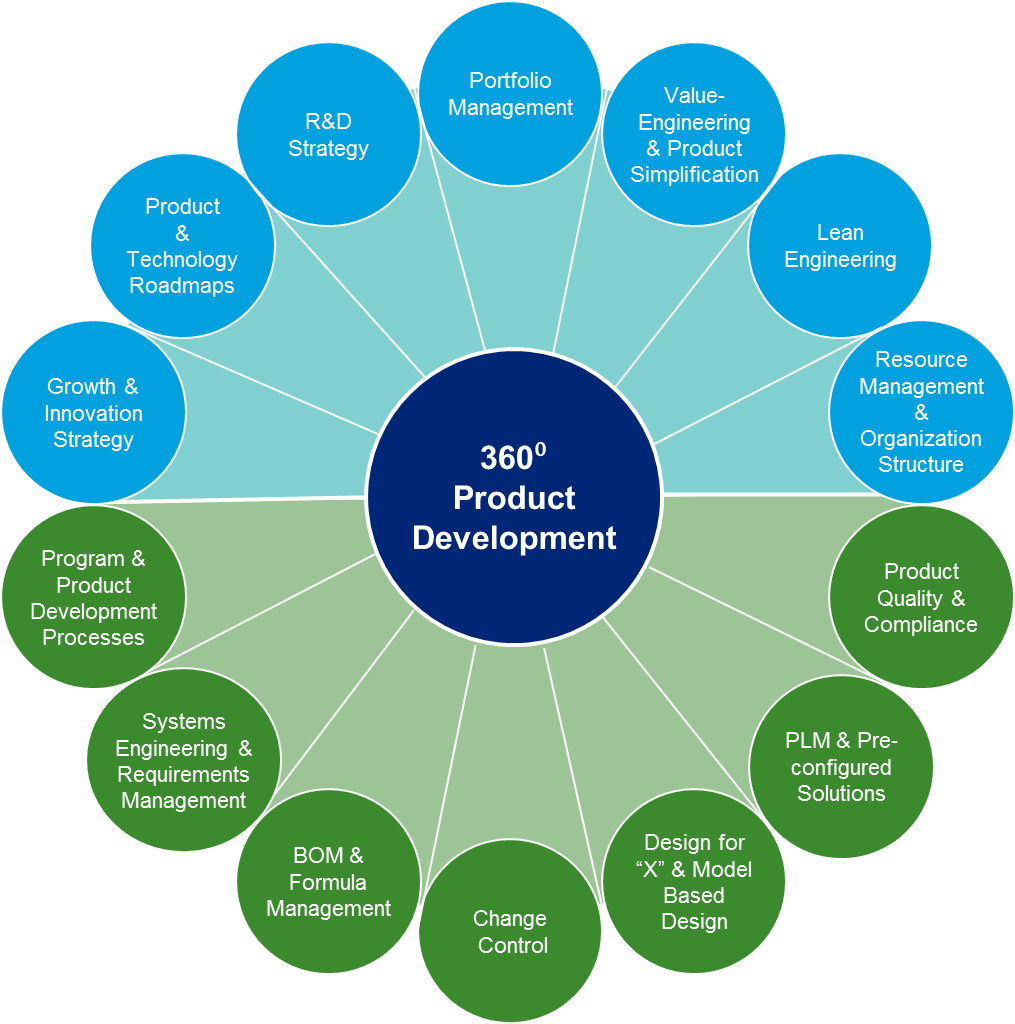 Portfolio
Management
Value-
Engineering
& Product
Simplification
Lean
Engineering
Resource
Management
&
Organization
Structure
Product
Quality &
Compliance
PLM & Pre-
configured
Solutions
Design for
“X” & Model
Based
Design
Change
Control
BOM &
Formula
Management
Systems
Engineering &
Requirements
Management
Program &
Product
Development
Processes
Growth &
Innovation
Strategy
Product
&
Technology
Roadmaps
R&D
Strategy
360⁰
Product
Development